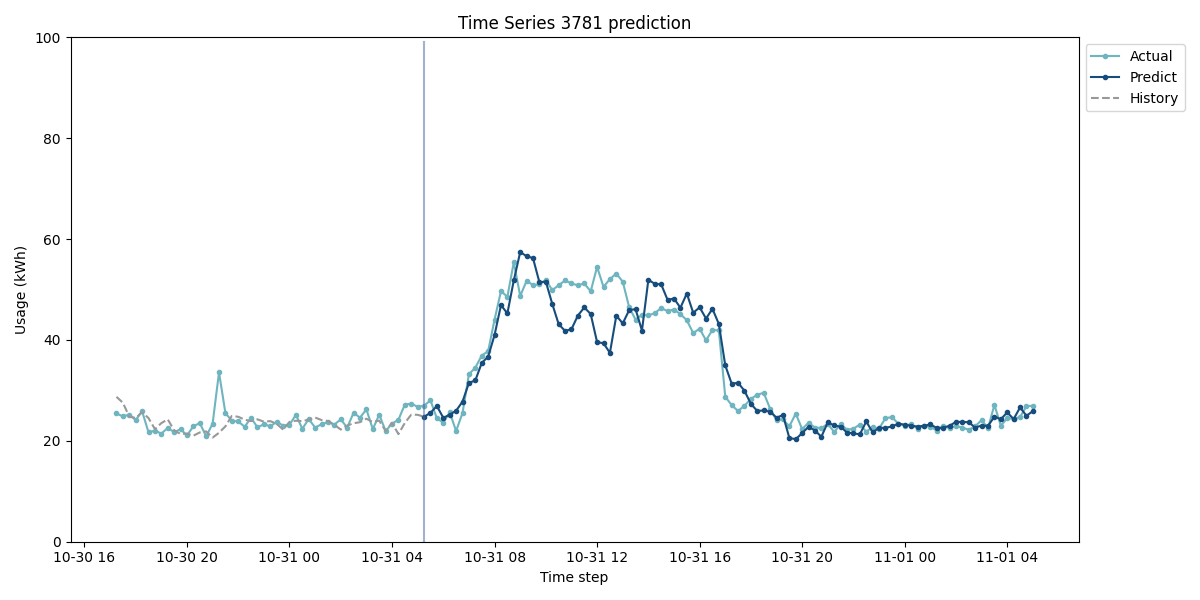 Time Series 3781 prediction
100
80
60
40
20
0
Usage (kWh)
10-30 16
10-30 20
10-31 00
10-31 04
10-31 08
10-31 12
10-31 16
10-31 20
11-01 00
11-01 04
Time step
Actual
Predict
History